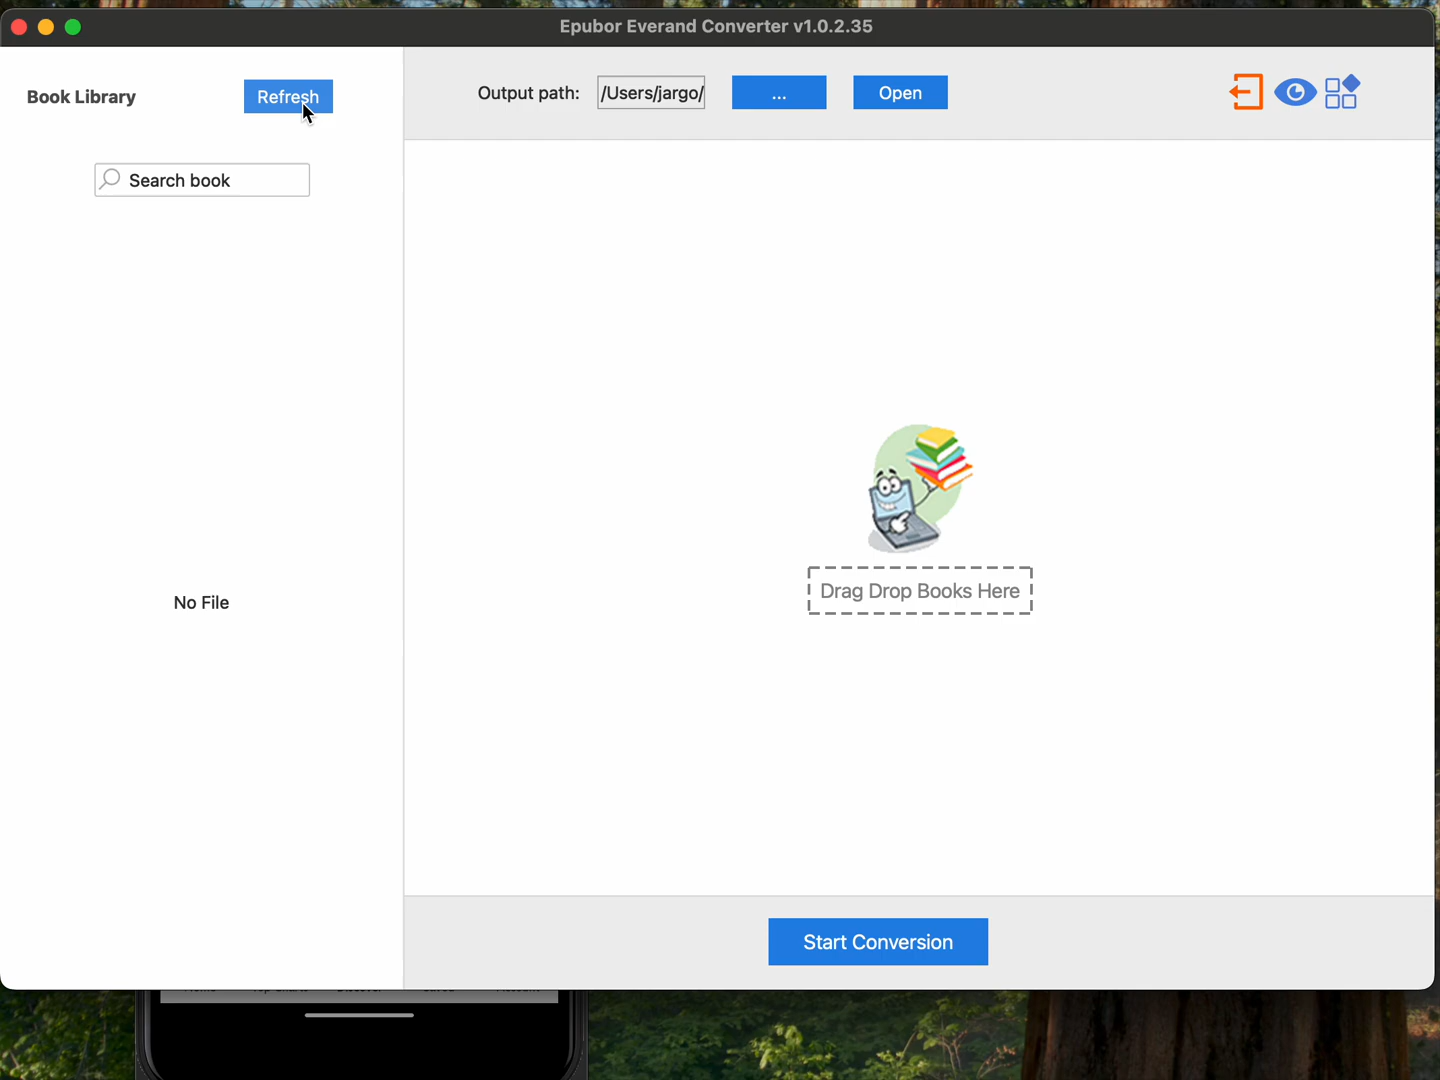 Epubor Everand Converter v1.0.2.35
Book Library
Refresh
Output path:
/Users/jargo/
...
Open
Search book
No File
Drag Drop Books Here
Start Conversion